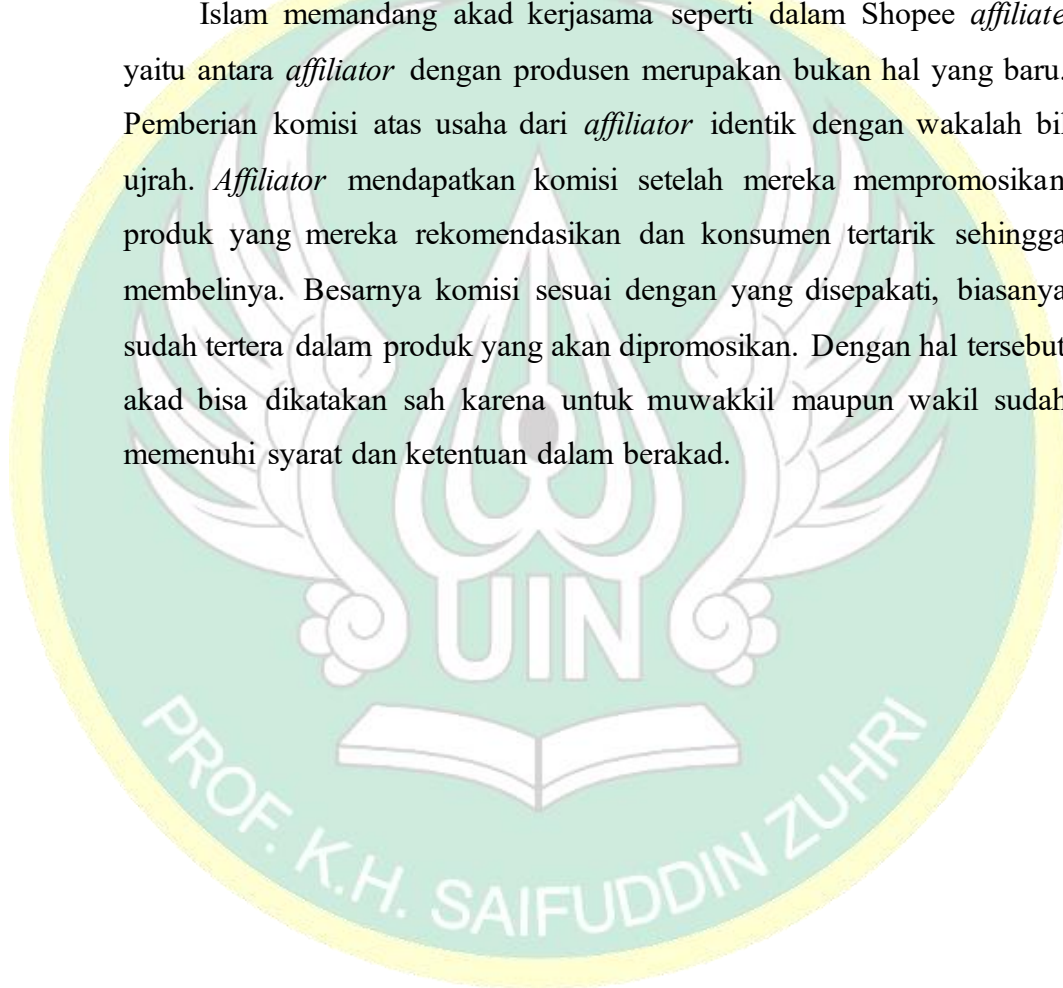 Islam memandang akad kerjasama seperti dalam Shopee affiliate
yaitu antara affiliator dengan produsen merupakan bukan hal yang baru.
Pemberian komisi atas usaha dari affiliator identik dengan wakalah bil
ujrah. Affiliator mendapatkan komisi setelah mereka mempromosikan
produk yang mereka rekomendasikan dan konsumen tertarik sehingga
membelinya. Besarnya komisi sesuai dengan yang disepakati, biasanya
sudah tertera dalam produk yang akan dipromosikan. Dengan hal tersebut
akad bisa dikatakan sah karena untuk muwakkil maupun wakil sudah
memenuhi syarat dan ketentuan dalam berakad.
UIN
PROF. K.H. SAIFUDDIN ZUHRI